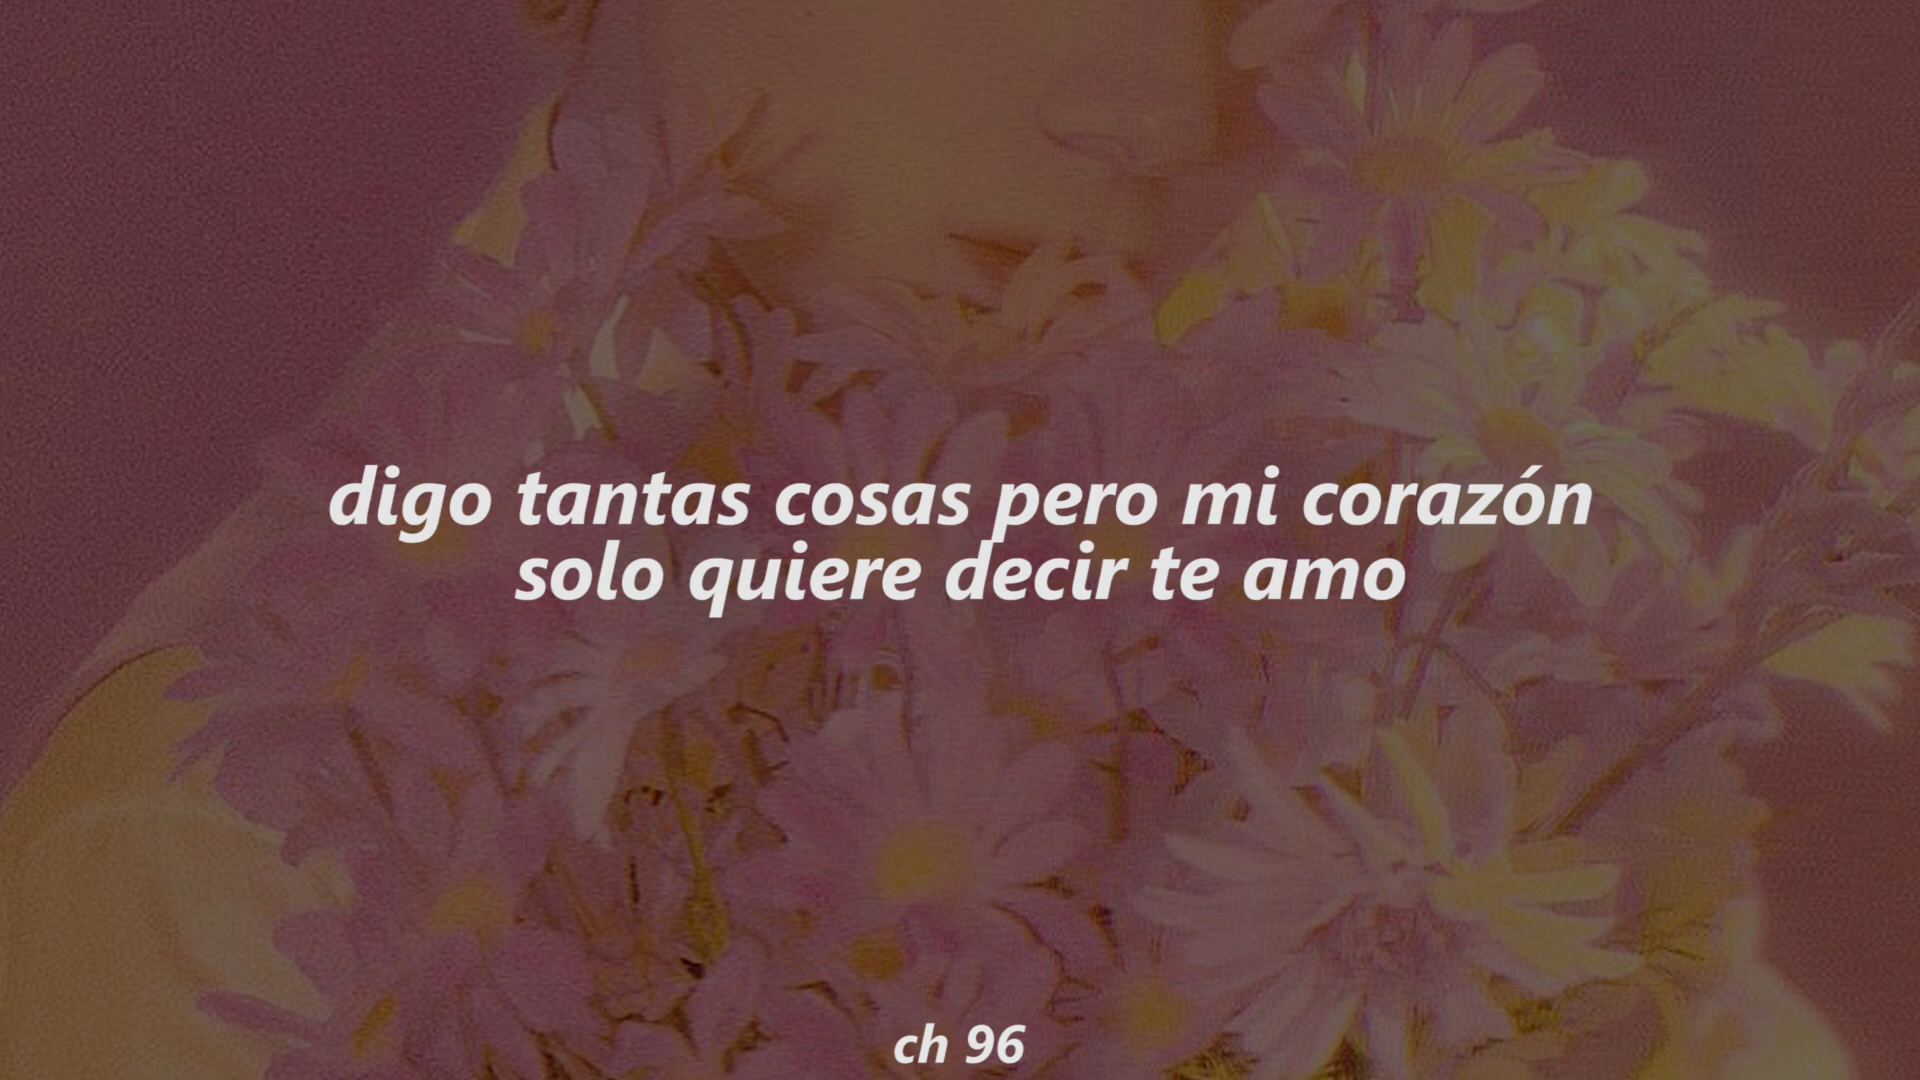 digo tantas cosas pero mi corazón
solo quiere decir te amo
ch 96